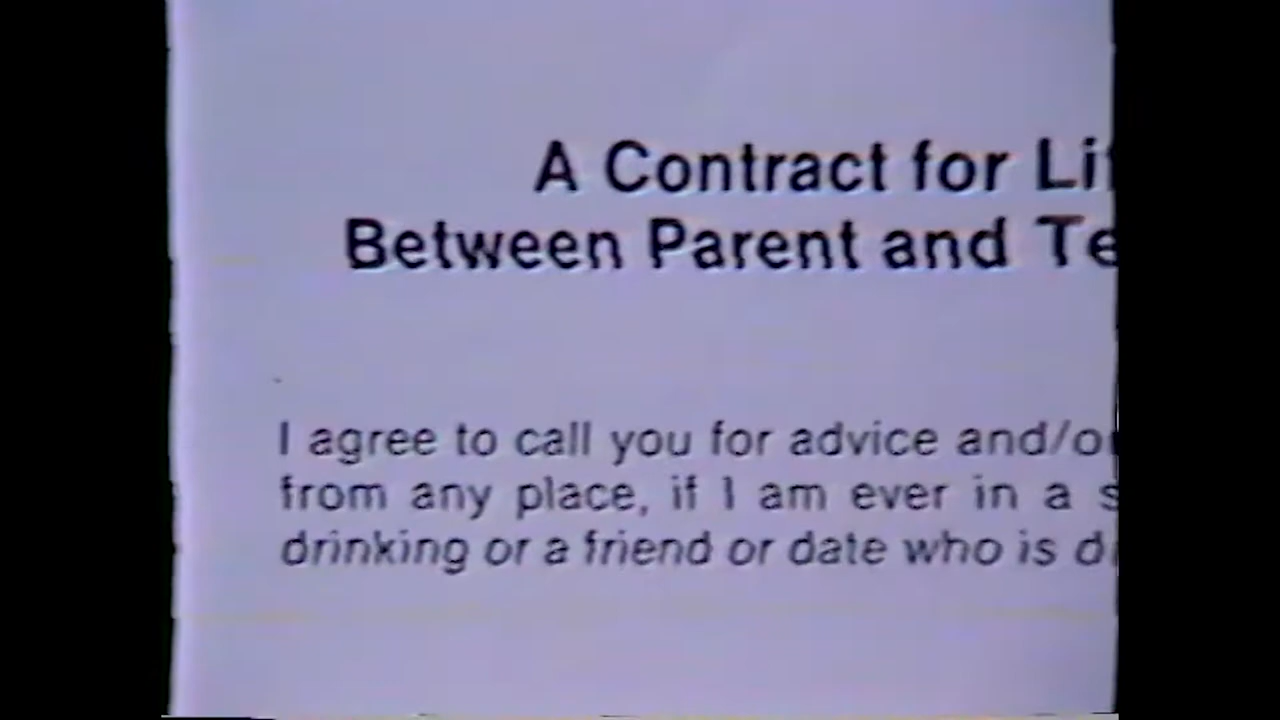 A Contract for Li
Between Parent and Te
I agree to call you for advice and/or
from any place, if I am ever in a s
drinking or a friend or date who is d